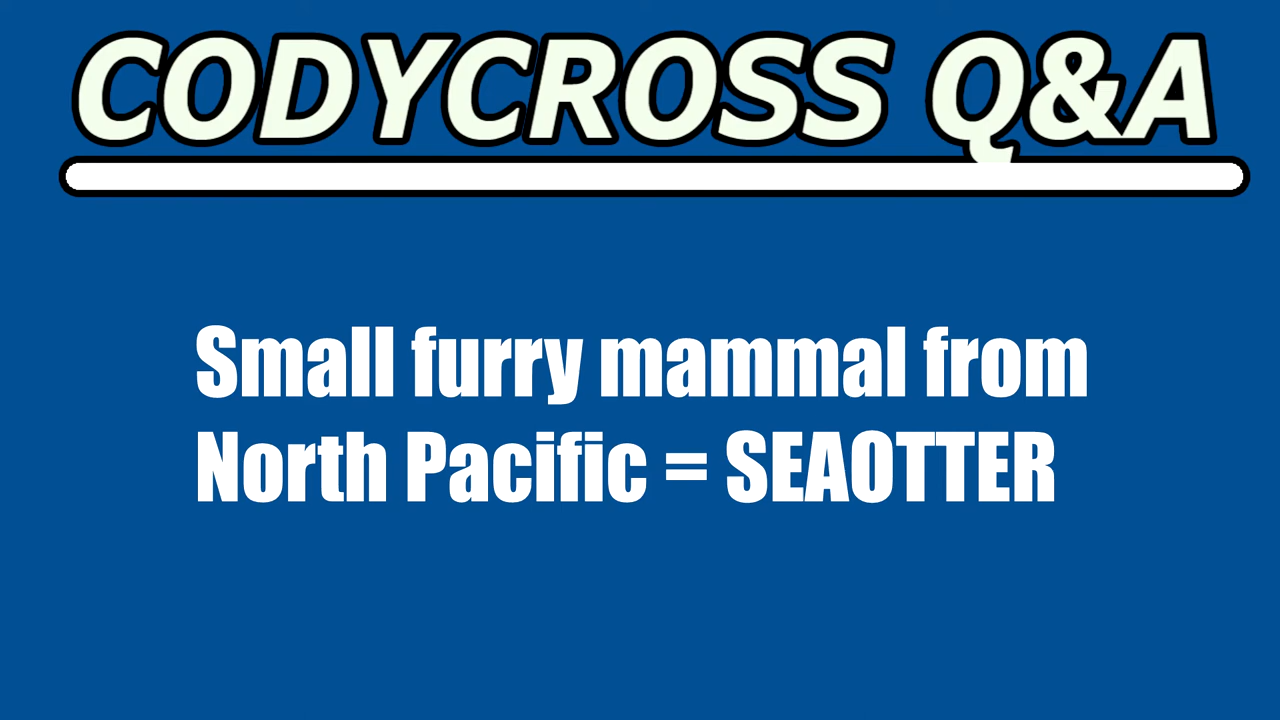 CODYCROSS Q&A
Small furry mammal from
North Pacific = SEAOTTER